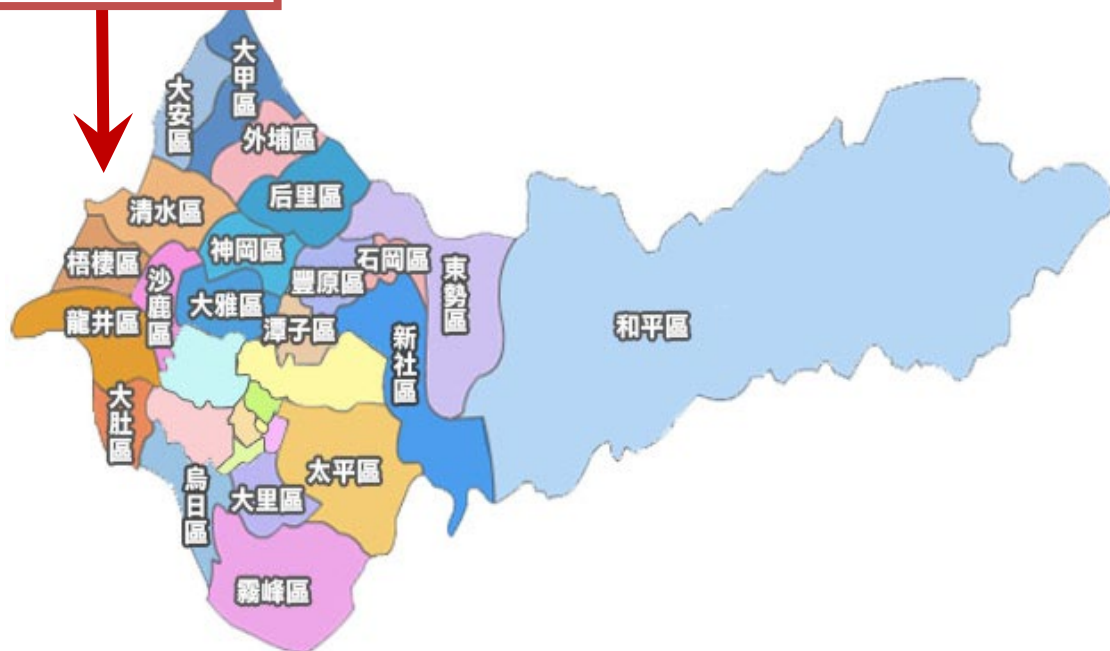 大甲區
大安區
外埔區
后里區
清水區
神岡區
石岡區
梧棲區
沙鹿區
豐原區
東勢區
大雅區
龍井區
潭子區
和平區
新社區
大肚區
太平區
烏日區
大里區
霧峰區